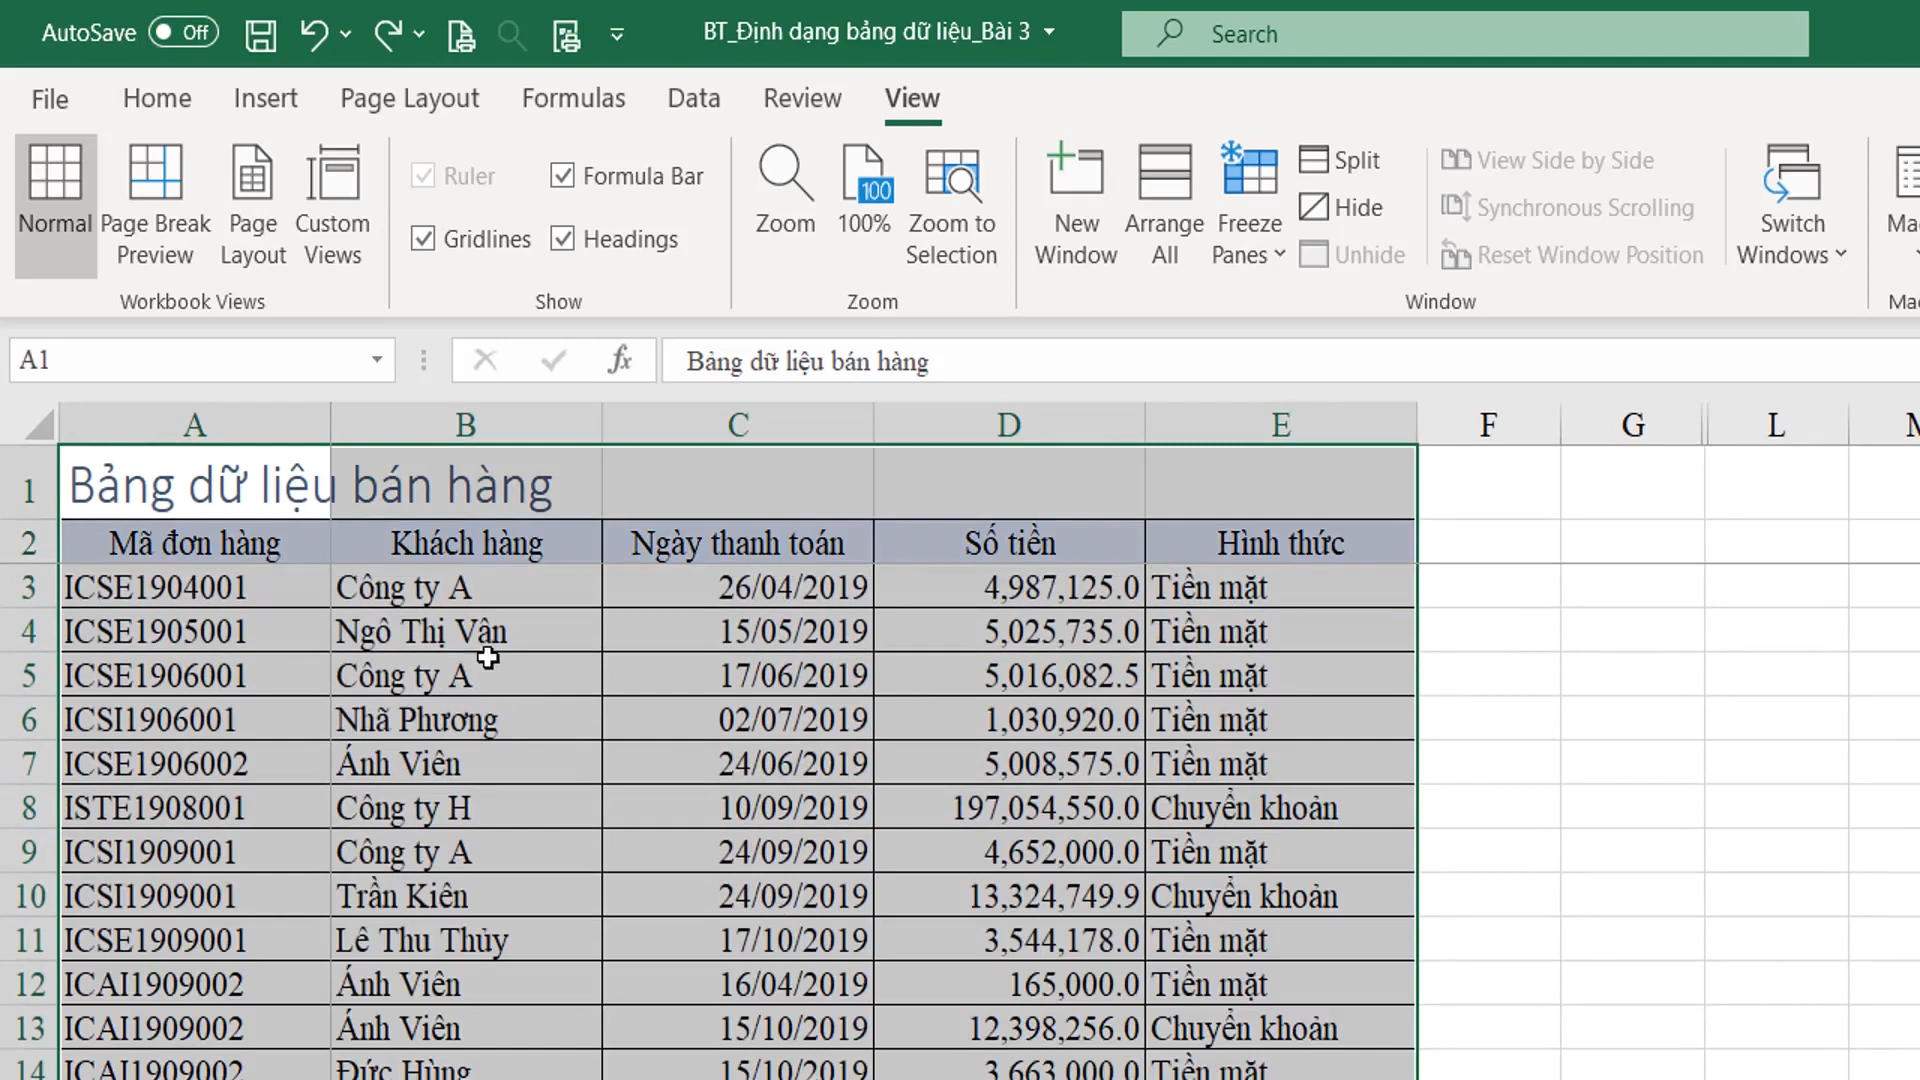 AutoSave Off BT_Định dạng bảng dữ liệu_Bài 3 Search
File Home Insert Page Layout Formulas Data Review View
Normal
Page Break Preview
Page Layout
Custom Views
Workbook Views
Ruler Formula Bar
Gridlines Headings
Show
Zoom
100
100%
Zoom to Selection
Zoom
New Window
Arrange All
Freeze Panes
Split
Hide
Unhide
View Side by Side
Synchronous Scrolling
Reset Window Position
Switch Windows
Window
A1 fx Bảng dữ liệu bán hàng
A B C D E F G L
1 Bảng dữ liệu bán hàng
2 Mã đơn hàng Khách hàng Ngày thanh toán Số tiền Hình thức
3 ICSE1904001 Công ty A 26/04/2019 4,987,125.0 Tiền mặt
4 ICSE1905001 Ngô Thị Vân 15/05/2019 5,025,735.0 Tiền mặt
5 ICSE1906001 Công ty A 17/06/2019 5,016,082.5 Tiền mặt
6 ICSI1906001 Nhã Phương 02/07/2019 1,030,920.0 Tiền mặt
7 ICSE1906002 Ánh Viên 24/06/2019 5,008,575.0 Tiền mặt
8 ISTE1908001 Công ty H 10/09/2019 197,054,550.0 Chuyển khoản
9 ICSI1909001 Công ty A 24/09/2019 4,652,000.0 Tiền mặt
10 ICSI1909001 Trần Kiên 24/09/2019 13,324,749.9 Chuyển khoản
11 ICSE1909001 Lê Thu Thủy 17/10/2019 3,544,178.0 Tiền mặt
12 ICAI1909002 Ánh Viên 16/04/2019 165,000.0 Tiền mặt
13 ICAI1909002 Ánh Viên 15/10/2019 12,398,256.0 Chuyển khoản
14 ICAI1909002 Đức Hùng 15/10/2019 3,663,000.0 Tiền mặt